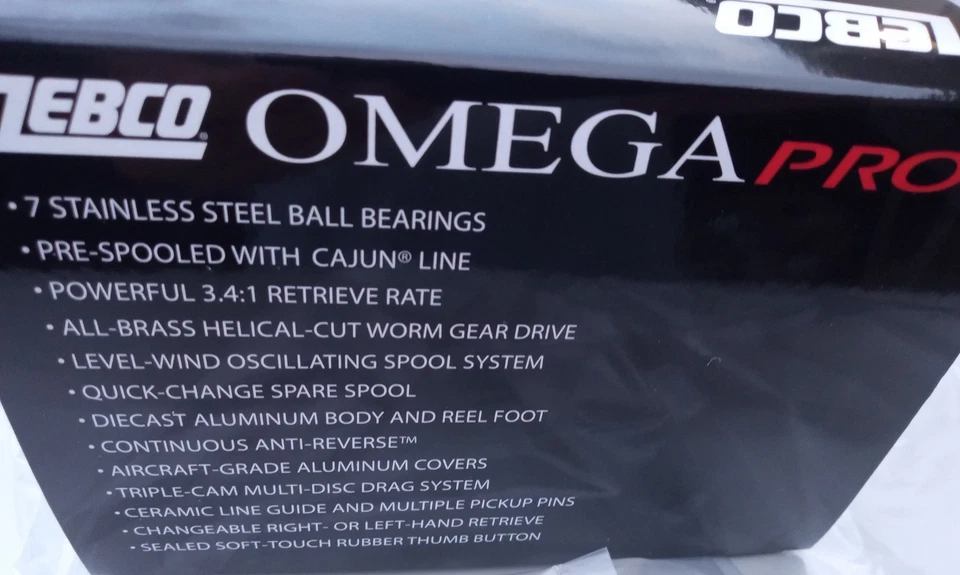 ZEBCO
ZEBCO® OMEGA PRO
• 7 STAINLESS STEEL BALL BEARINGS
• PRE-SPOOLED WITH CAJUN® LINE
• POWERFUL 3.4:1 RETRIEVE RATE
• ALL-BRASS HELICAL-CUT WORM GEAR DRIVE
• LEVEL-WIND OSCILLATING SPOOL SYSTEM
• QUICK-CHANGE SPARE SPOOL
• DIECAST ALUMINUM BODY AND REEL FOOT
• CONTINUOUS ANTI-REVERSE™
• AIRCRAFT-GRADE ALUMINUM COVERS
• TRIPLE-CAM MULTI-DISC DRAG SYSTEM
• CERAMIC LINE GUIDE AND MULTIPLE PICKUP PINS
• CHANGEABLE RIGHT- OR LEFT-HAND RETRIEVE
• SEALED SOFT-TOUCH RUBBER THUMB BUTTON